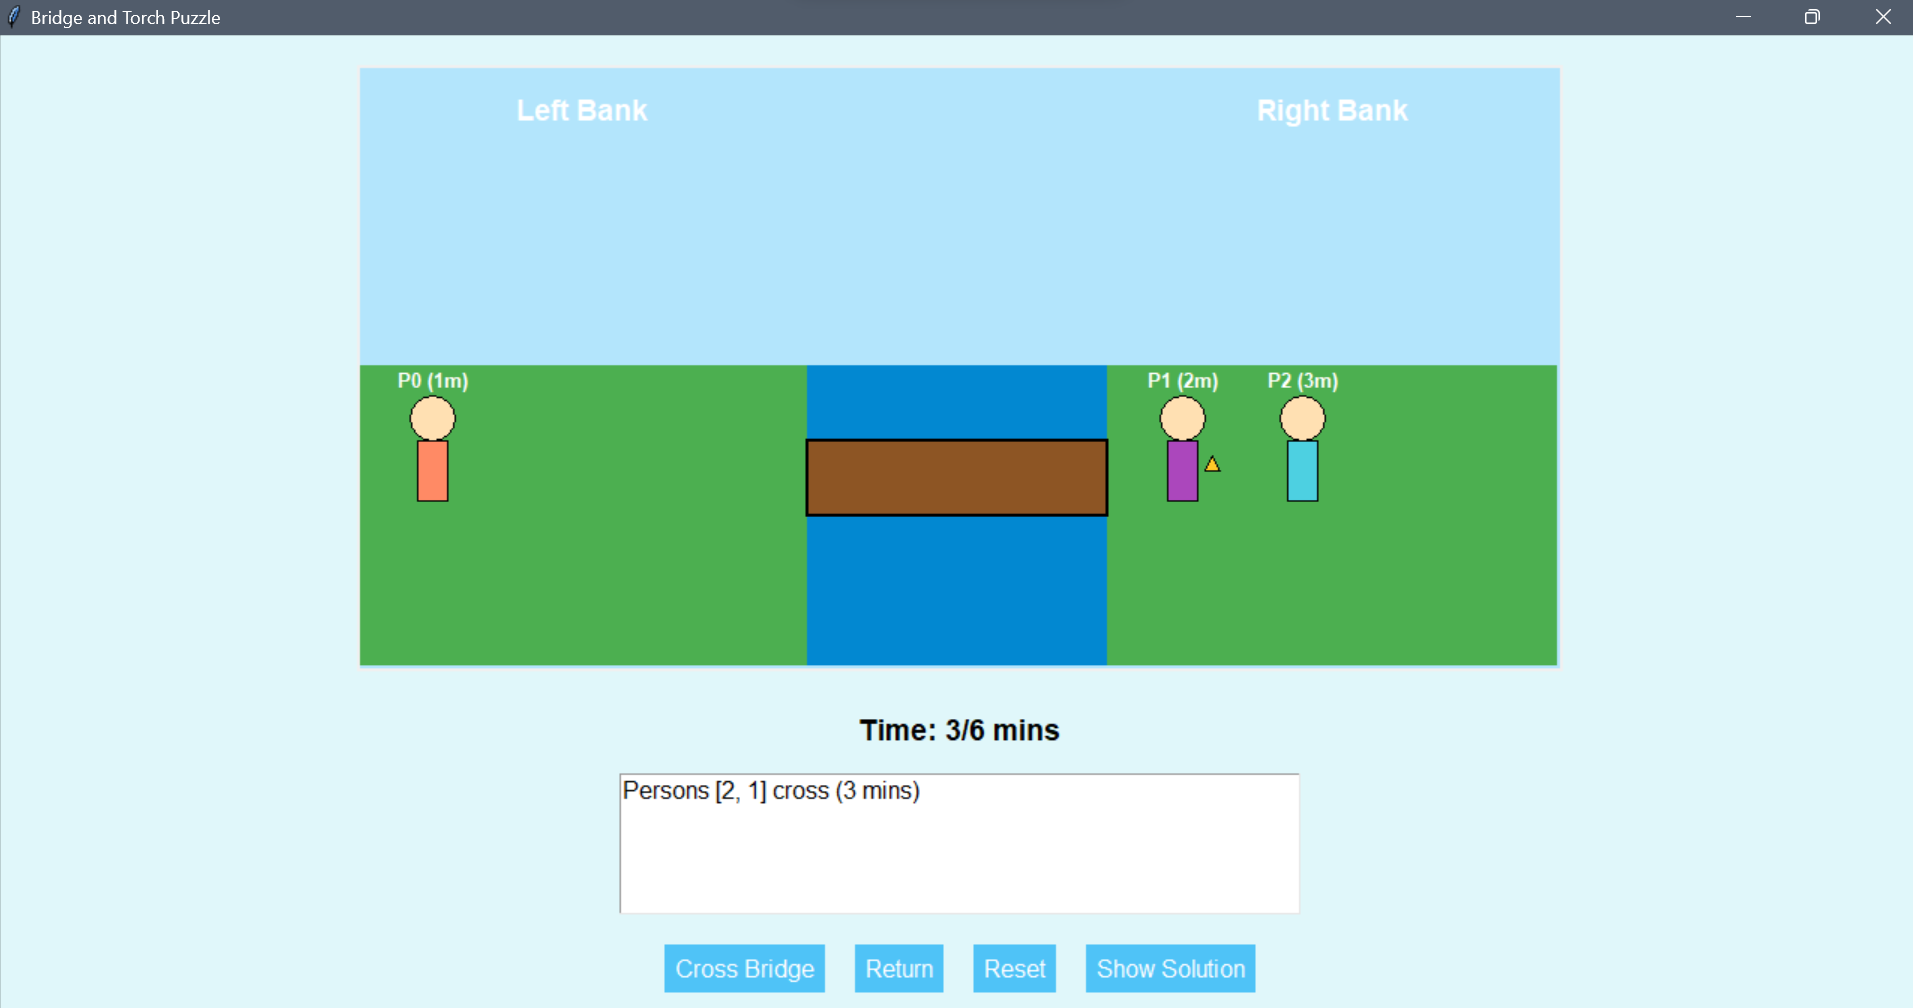 Bridge and Torch Puzzle
Left Bank Right Bank
P0 (1m) P1 (2m) P2 (3m)
Time: 3/6 mins
Persons [2, 1] cross (3 mins)
Cross Bridge Return Reset Show Solution